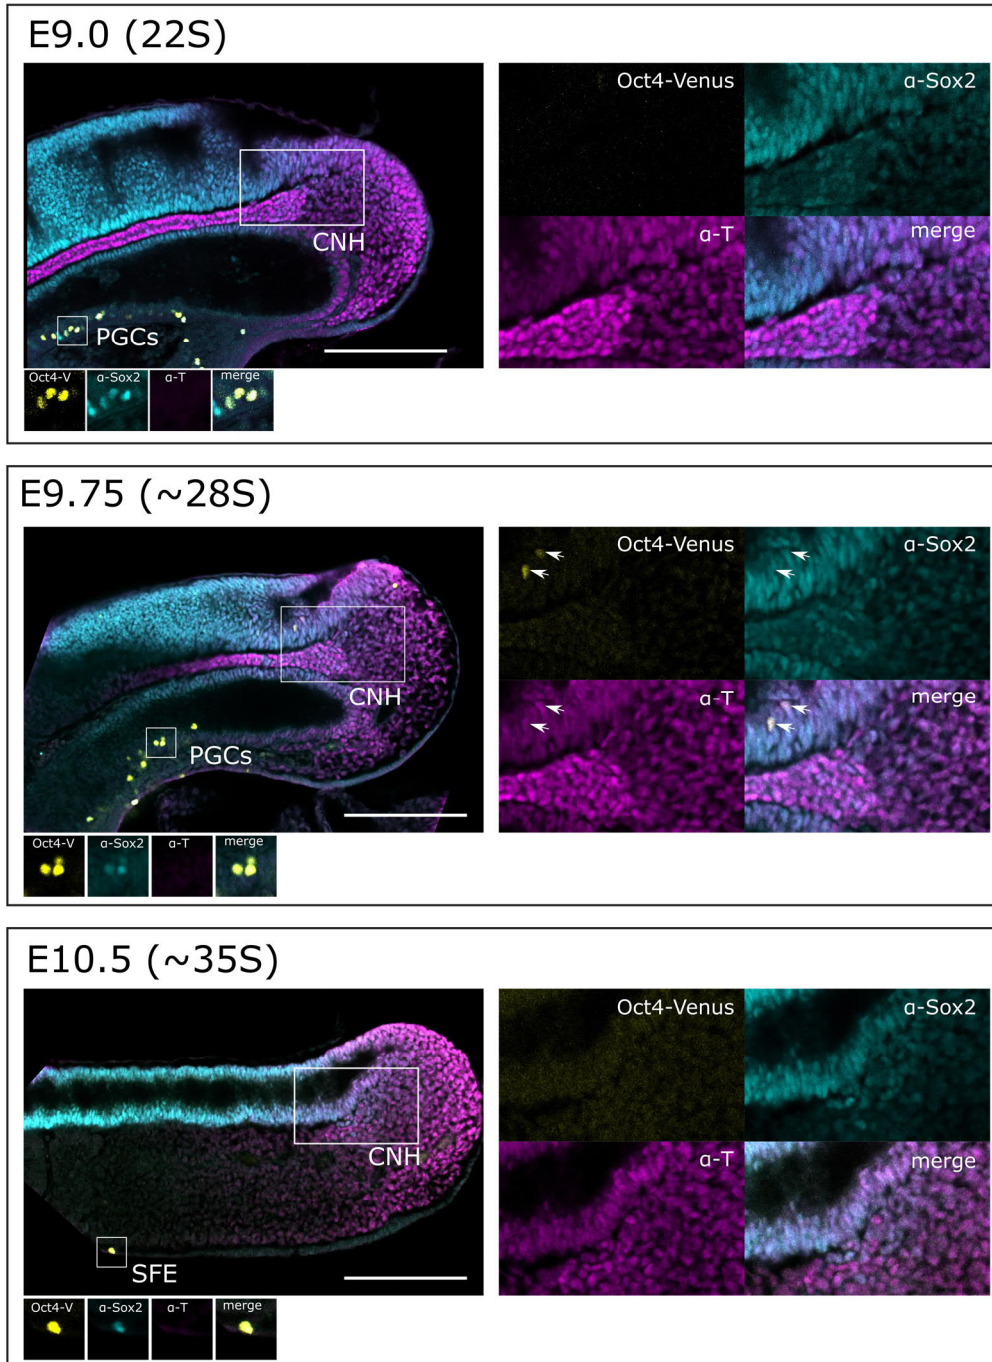 E9.0 (22S)
CNH
PGCs
Oct4-V
α-Sox2
α-T
merge
Oct4-Venus
α-Sox2
α-T
merge
E9.75 (~28S)
CNH
PGCs
Oct4-V
α-Sox2
α-T
merge
Oct4-Venus
α-Sox2
α-T
merge
E10.5 (~35S)
CNH
SFE
Oct4-V
α-Sox2
α-T
merge
Oct4-Venus
α-Sox2
α-T
merge